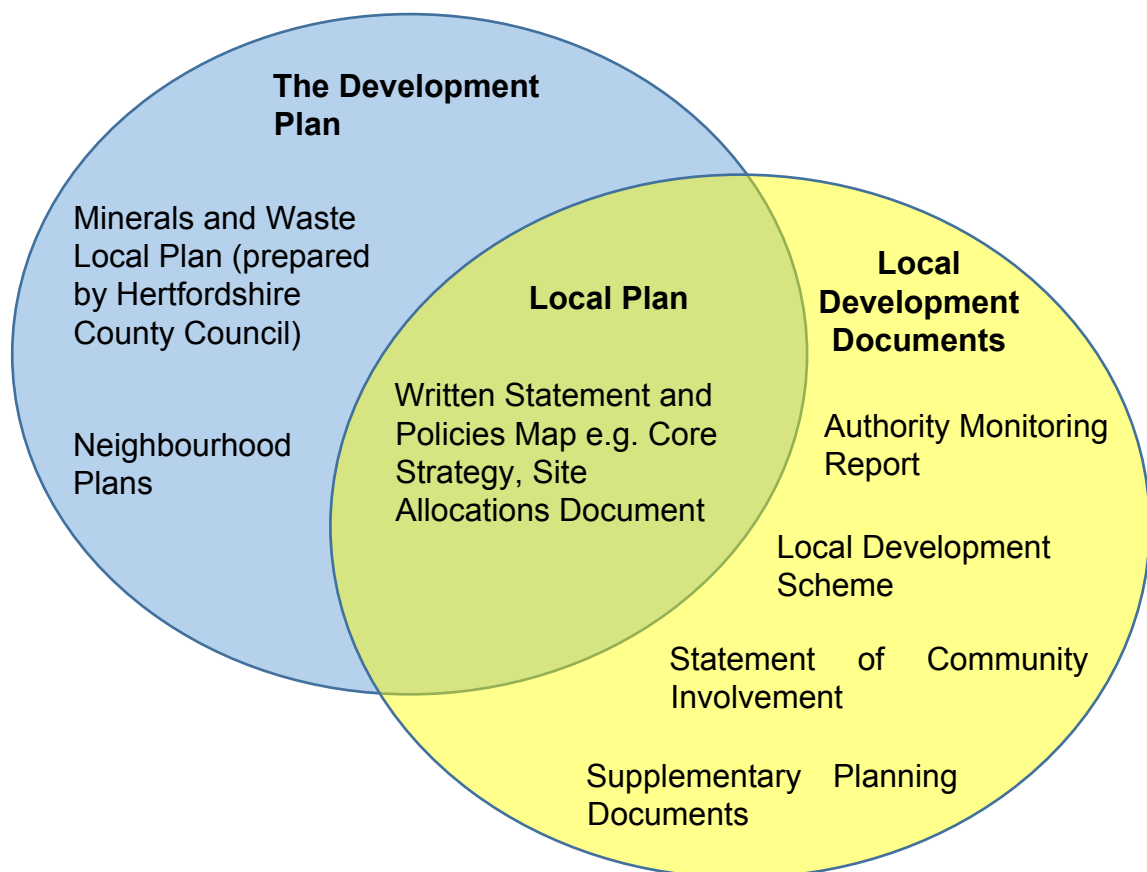 The Development
Plan
Minerals and Waste
Local Plan (prepared
by Hertfordshire
County Council)
Neighbourhood
Plans
Local Plan
Written Statement and
Policies Map e.g. Core
Strategy, Site
Allocations Document
Local
Development
Documents
Authority Monitoring
Report
Local Development
Scheme
Statement of Community
Involvement
Supplementary Planning
Documents